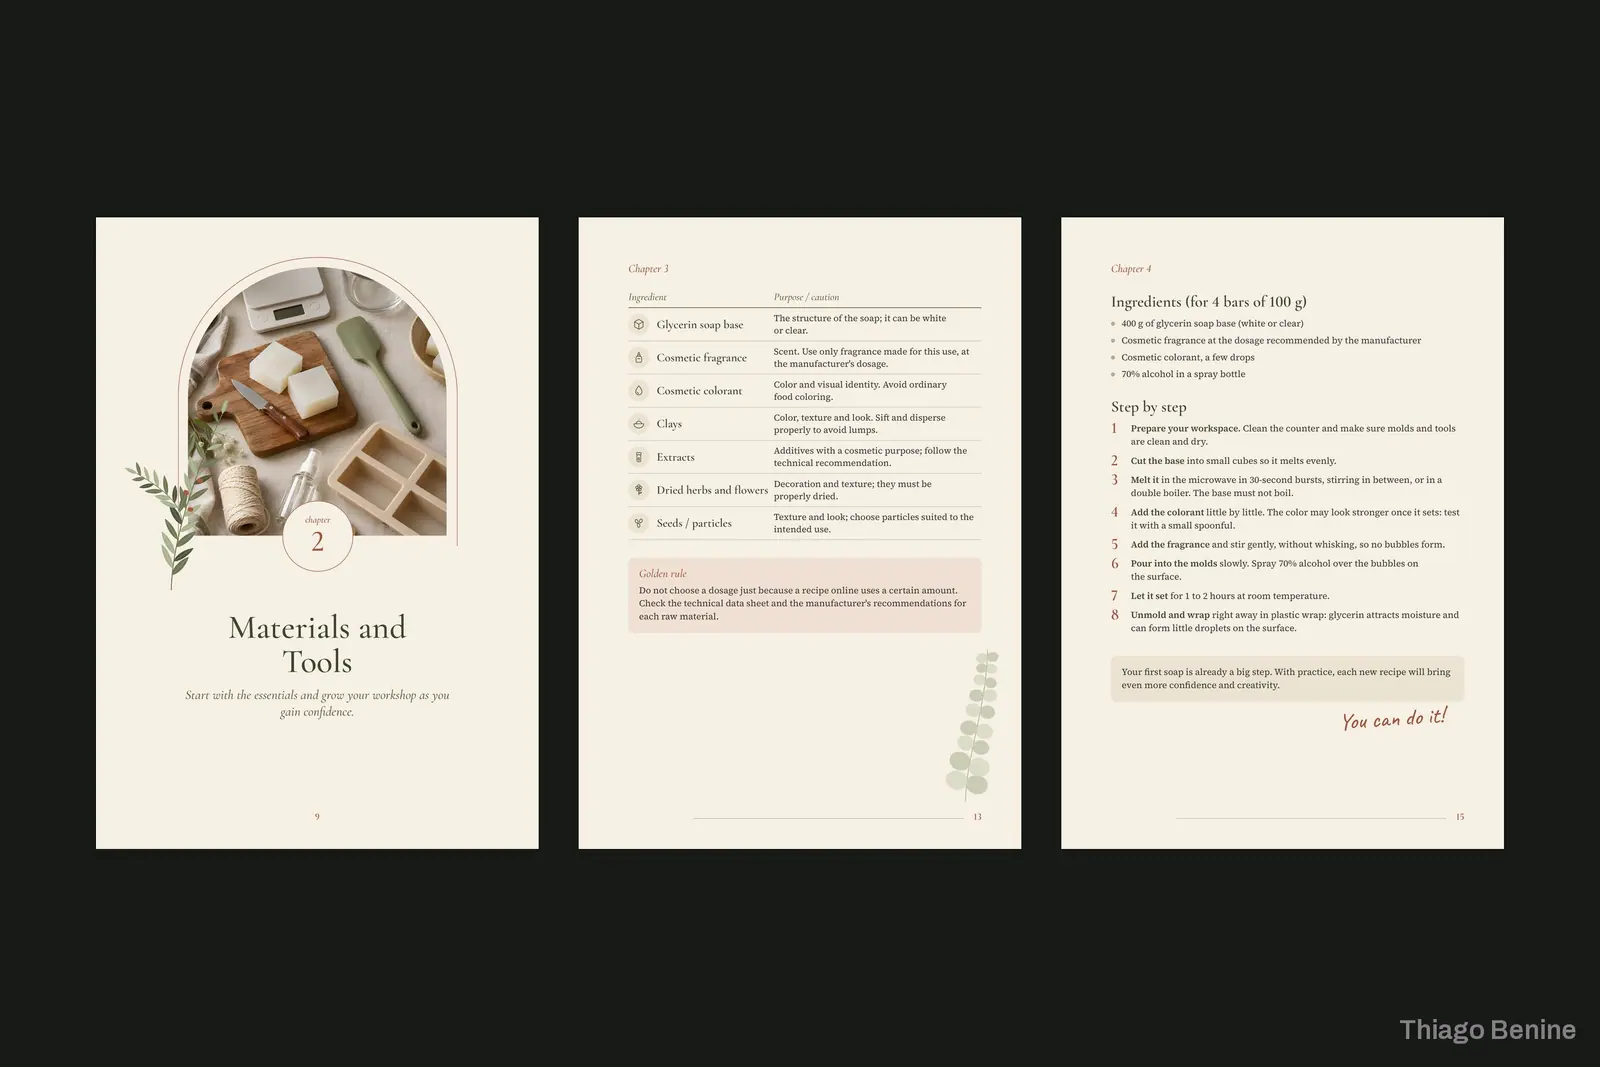 chapter
2
Materials and
Tools
Start with the essentials and grow your workshop as you
gain confidence.
9
Chapter 3
Ingredient Purpose / caution
Glycerin soap base The structure of the soap; it can be white
or clear.
Cosmetic fragrance Scent. Use only fragrance made for this use, at
the manufacturer's dosage.
Cosmetic colorant Color and visual identity. Avoid ordinary
food coloring.
Clays Color, texture and look. Sift and disperse
properly to avoid lumps.
Extracts Additives with a cosmetic purpose; follow the
technical recommendation.
Dried herbs and flowers Decoration and texture; they must be
properly dried.
Seeds / particles Texture and look; choose particles suited to the
intended use.
Golden rule
Do not choose a dosage just because a recipe online uses a certain amount.
Check the technical data sheet and the manufacturer's recommendations for
each raw material.
13
Chapter 4
Ingredients (for 4 bars of 100 g)
400 g of glycerin soap base (white or clear)
Cosmetic fragrance at the dosage recommended by the manufacturer
Cosmetic colorant, a few drops
70% alcohol in a spray bottle
Step by step
1 Prepare your workspace. Clean the counter and make sure molds and tools
are clean and dry.
2 Cut the base into small cubes so it melts evenly.
3 Melt it in the microwave in 30-second bursts, stirring in between, or in a
double boiler. The base must not boil.
4 Add the colorant little by little. The color may look stronger once it sets: test
it with a small spoonful.
5 Add the fragrance and stir gently, without whisking, so no bubbles form.
6 Pour into the molds slowly. Spray 70% alcohol over the bubbles on
the surface.
7 Let it set for 1 to 2 hours at room temperature.
8 Unmold and wrap right away in plastic wrap: glycerin attracts moisture and
can form little droplets on the surface.
Your first soap is already a big step. With practice, each new recipe will bring
even more confidence and creativity.
You can do it!
15
Thiago Benine